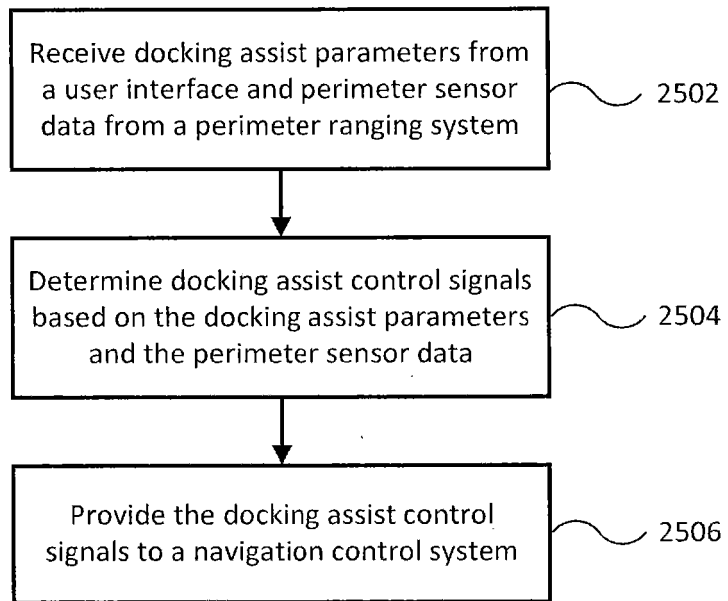 Receive docking assist parameters from
a user interface and perimeter sensor
data from a perimeter ranging system
2502
Determine docking assist control signals
based on the docking assist parameters
and the perimeter sensor data
2504
Provide the docking assist control
signals to a navigation control system
2506